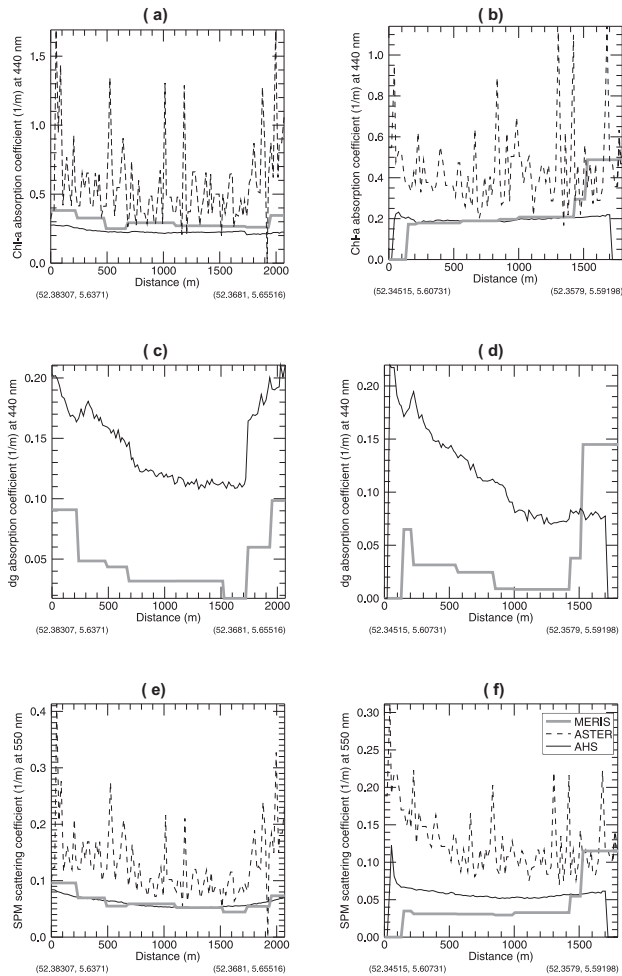 ( a )
Chl-a absorption coefficient (1/m) at 440 nm
1.5
1.0
0.5
0.0
0 500 1000 1500 2000
Distance (m)
(52.38307, 5.6371) (52.3681, 5.65516)
( b )
Chl-a absorption coefficient (1/m) at 440 nm
1.0
0.8
0.6
0.4
0.2
0.0
0 500 1000 1500
Distance (m)
(52.34515, 5.60731) (52.3579, 5.59198)
( c )
dg absorption coefficient (1/m) at 440 nm
0.20
0.15
0.10
0.05
0 500 1000 1500 2000
Distance (m)
(52.38307, 5.6371) (52.3681, 5.65516)
( d )
dg absorption coefficient (1/m) at 440 nm
0.20
0.15
0.10
0.05
0.00
0 500 1000 1500
Distance (m)
(52.34515, 5.60731) (52.3579, 5.59198)
( e )
SPM scattering coefficient (1/m) at 550 nm
0.4
0.3
0.2
0.1
0.0
0 500 1000 1500 2000
Distance (m)
(52.38307, 5.6371) (52.3681, 5.65516)
( f )
SPM scattering coefficient (1/m) at 550 nm
0.30
0.25
0.20
0.15
0.10
0.05
0.00
MERIS
ASTER
AHS
0 500 1000 1500
Distance (m)
(52.34515, 5.60731) (52.3579, 5.59198)